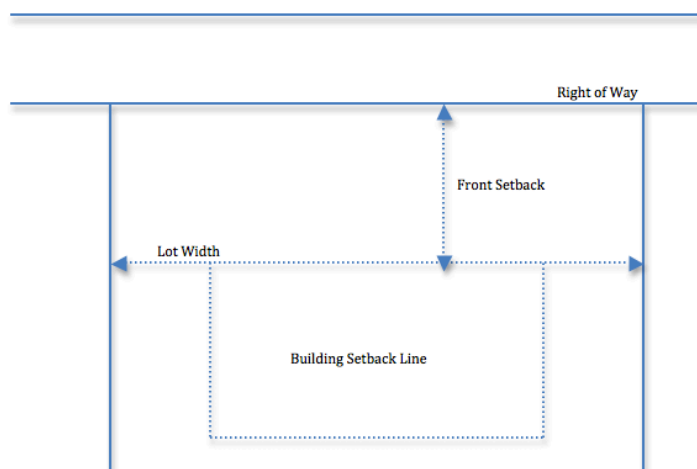 Right of Way
Front Setback
Lot Width
Building Setback Line